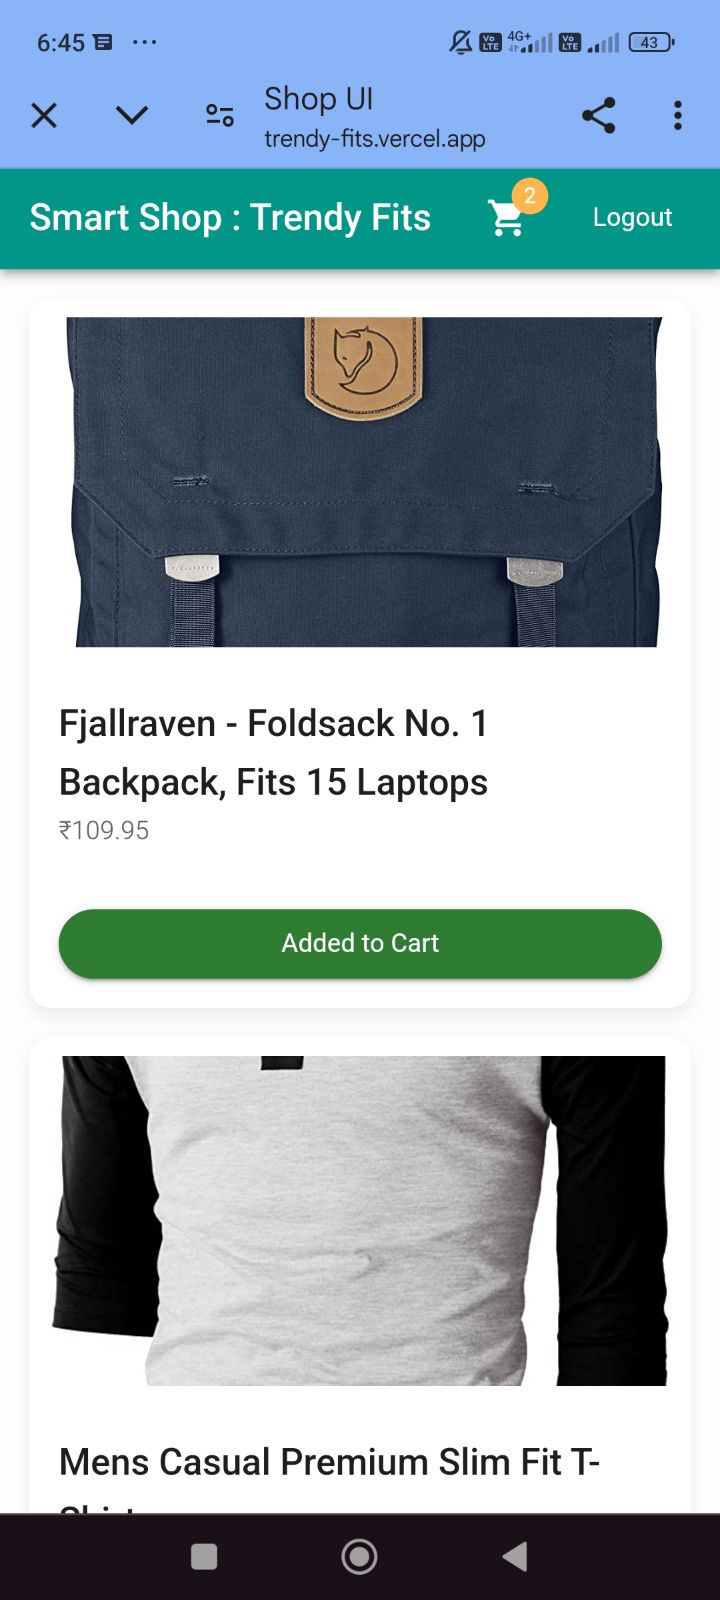 6:45
4G+
Vo
LTE
Vo
LTE
43
Shop UI
trendy-fits.vercel.app
2
Smart Shop : Trendy Fits
Logout
Fjallraven - Foldsack No. 1
Backpack, Fits 15 Laptops
₹109.95
Added to Cart
Mens Casual Premium Slim Fit T-